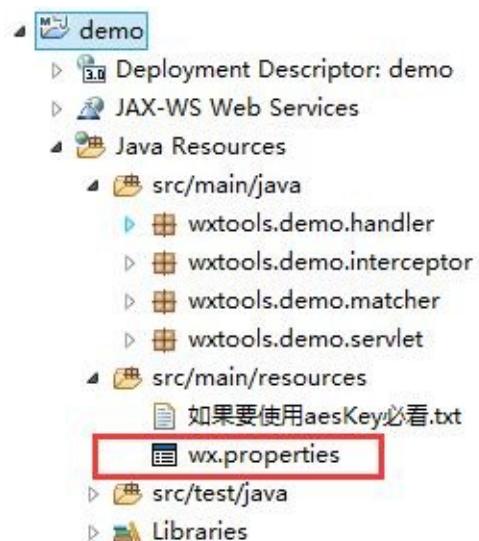 demo
Deployment Descriptor: demo
JAX-WS Web Services
Java Resources
src/main/java
wxtools.demo.handler
wxtools.demo.interceptor
wxtools.demo.matcher
wxtools.demo.servlet
src/main/resources
如果要使用aesKey必看.txt
wx.properties
src/test/java
Libraries